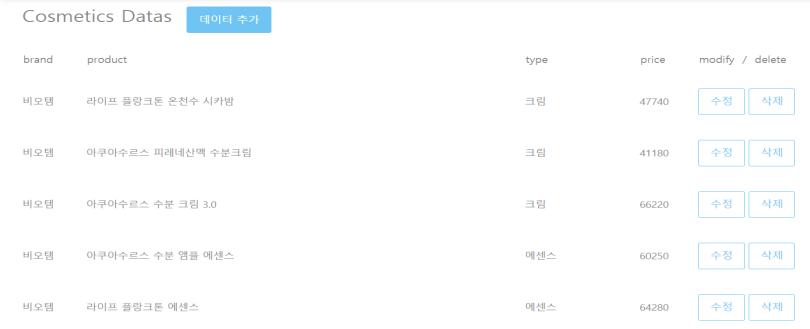 Cosmetics Datas 데이터 추가
brand product type price modify / delete
비오템 라이프 플랑크톤 온천수 시카밤 크림 47740 수정 삭제
비오템 아쿠아수르스 피레네산맥 수분크림 크림 41180 수정 삭제
비오템 아쿠아수르스 수분 크림 3.0 크림 66220 수정 삭제
비오템 아쿠아수르스 수분 앰플 에센스 에센스 60250 수정 삭제
비오템 라이프 플랑크톤 에센스 에센스 64280 수정 삭제